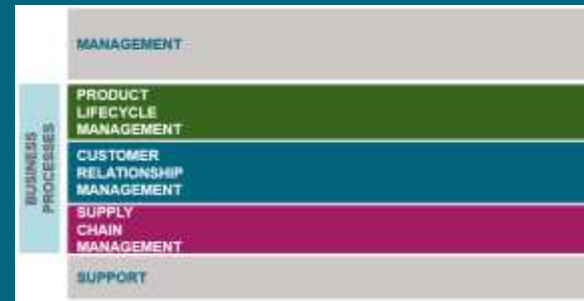 MANAGEMENT
BUSINESS
PROCESSES
PRODUCT
LIFECYCLE
MANAGEMENT
CUSTOMER
RELATIONSHIP
MANAGEMENT
SUPPLY
CHAIN
MANAGEMENT
SUPPORT